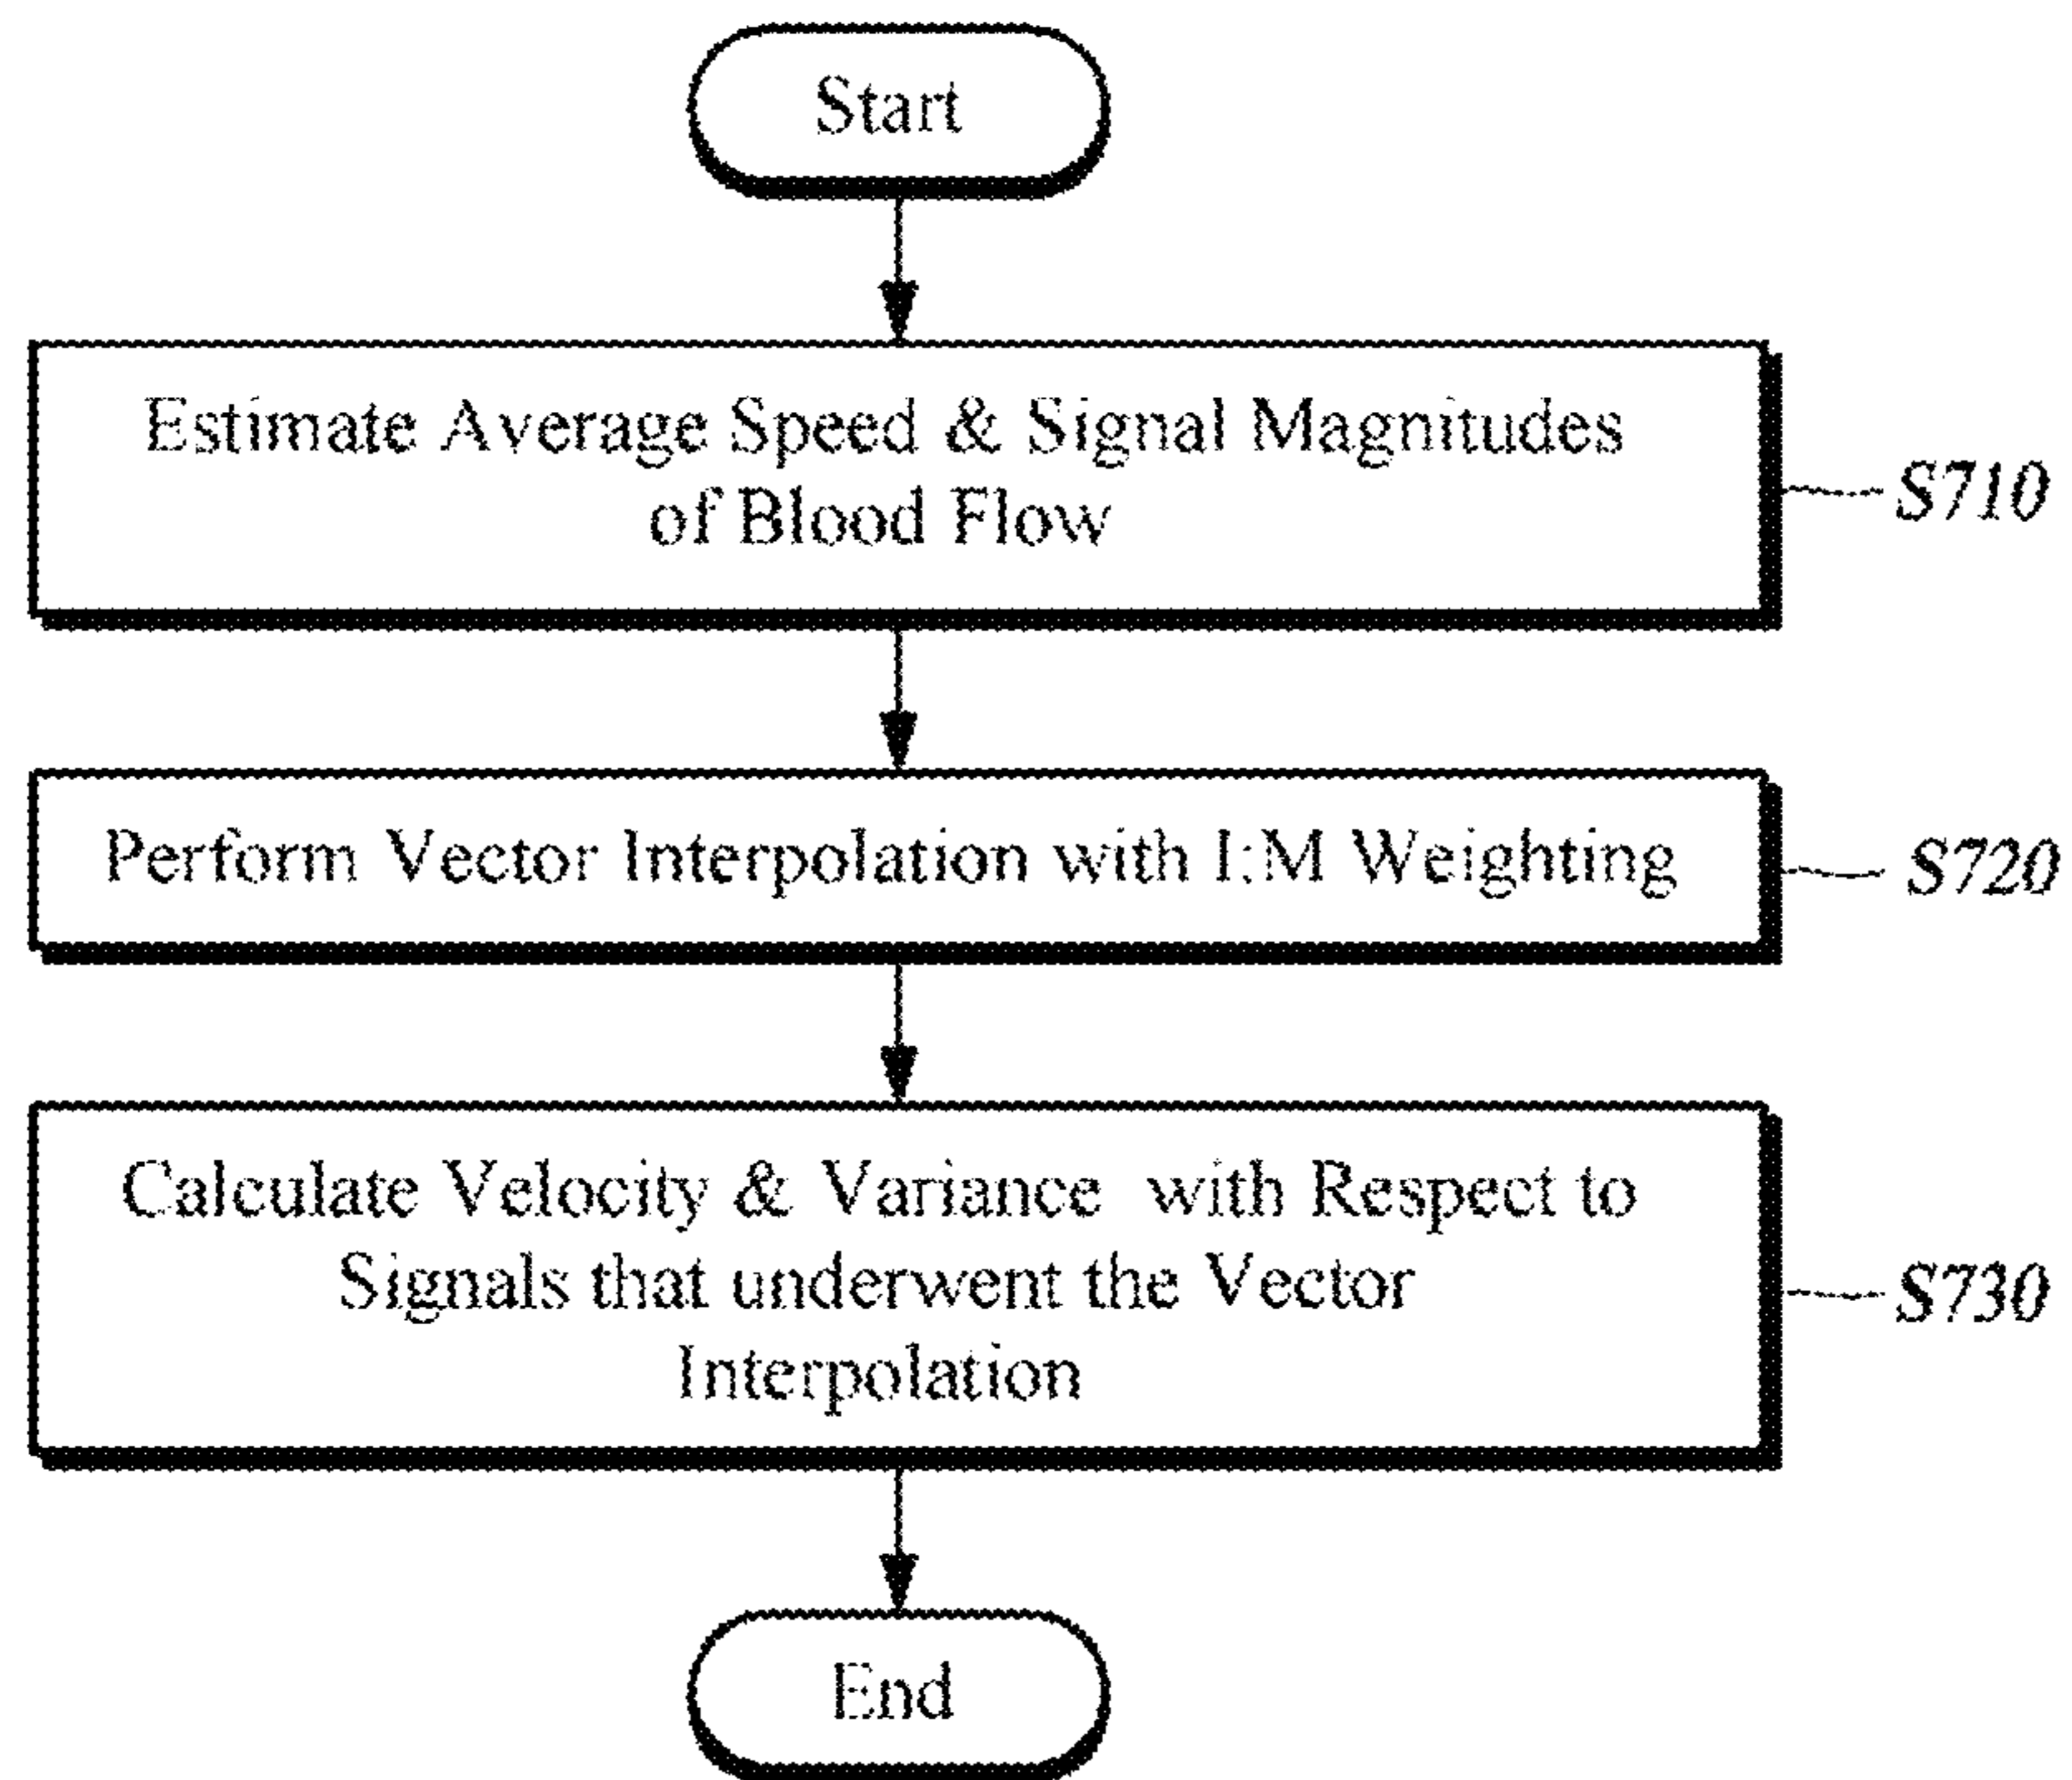 Start
Estimate Average Speed & Signal Magnitudes
of Blood Flow
S710
Perform Vector Interpolation with I:M Weighting
S720
Calculate Velocity & Variance with Respect to
Signals that underwent the Vector
Interpolation
S730
End